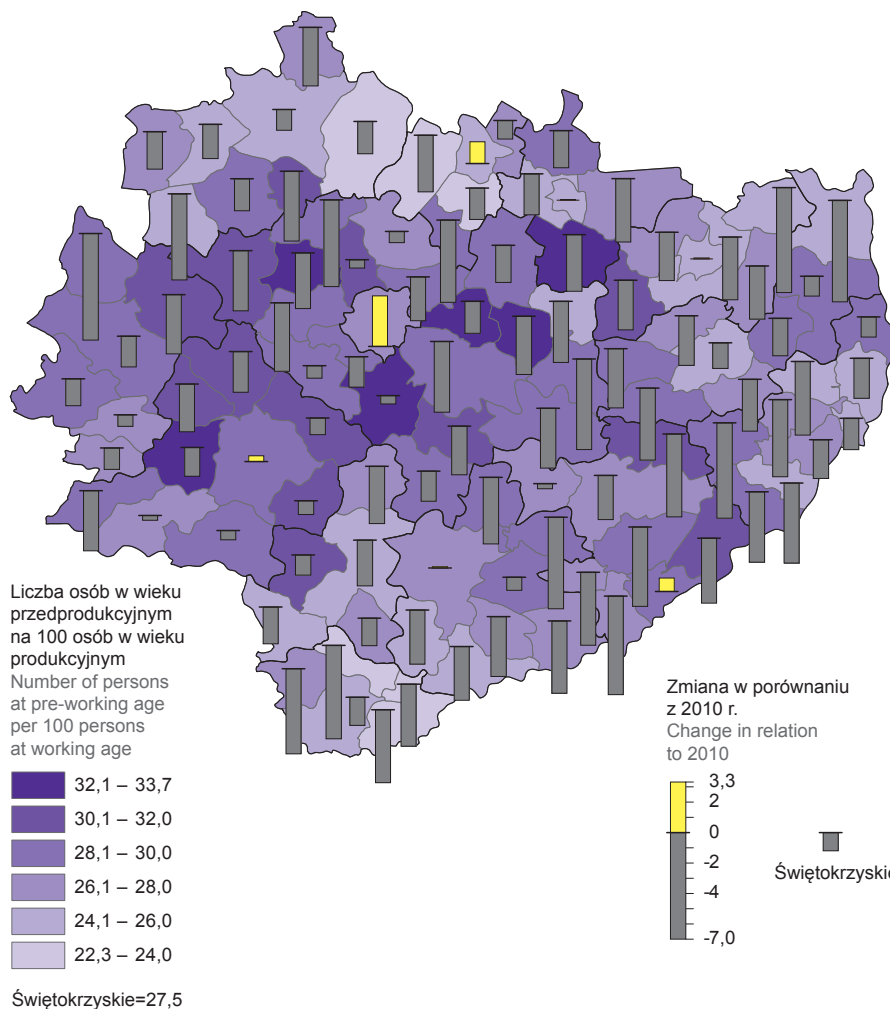 Liczba osób w wieku
przedprodukcyjnym
na 100 osób w wieku
produkcyjnym
Number of persons
at pre-working age
per 100 persons
at working age
32,1 – 33,7
30,1 – 32,0
28,1 – 30,0
26,1 – 28,0
24,1 – 26,0
22,3 – 24,0
Świętokrzyskie=27,5
Zmiana w porównaniu
z 2010 r.
Change in relation
to 2010
3,3
2
0
-2
-4
-7,0
Świętokrzyskie